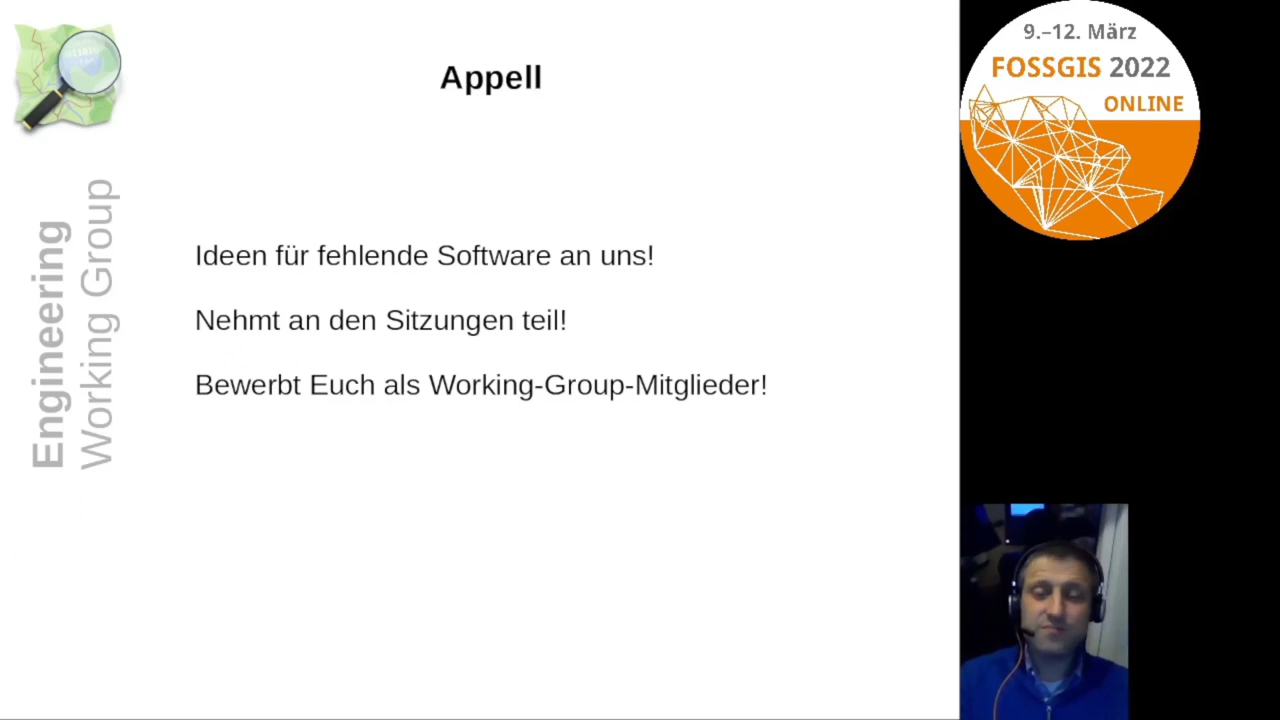 Appell
Engineering
Working Group
Ideen für fehlende Software an uns!
Nehmt an den Sitzungen teil!
Bewerbt Euch als Working-Group-Mitglieder!
9.–12. März
FOSSGIS 2022
ONLINE